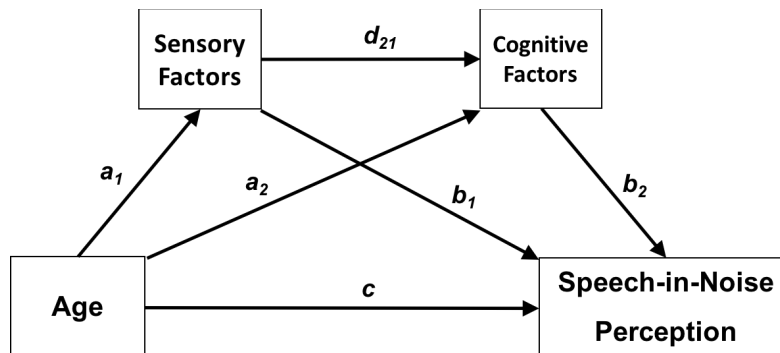 Sensory
Factors
d21
Cognitive
Factors
a1
a2
b1
b2
Age
c
Speech-in-Noise
Perception